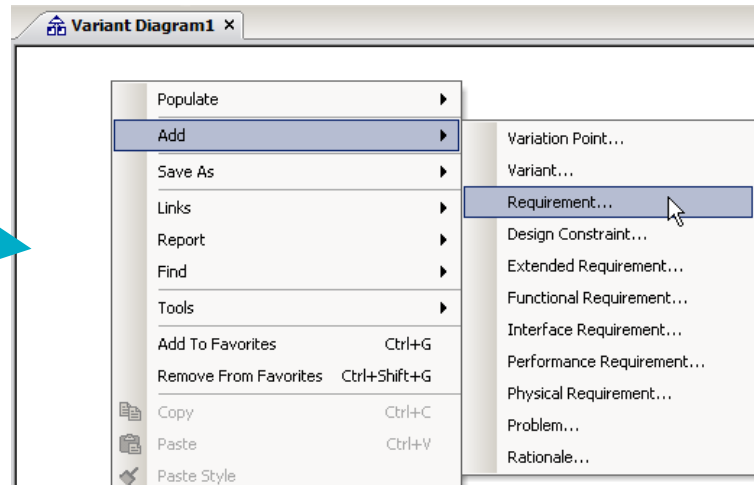 Variant Diagram1 ×
Populate
Add
Save As
Links
Report
Find
Tools
Add To Favorites Ctrl+G
Remove From Favorites Ctrl+Shift+G
Copy Ctrl+C
Paste Ctrl+V
Paste Style
Variation Point...
Variant...
Requirement...
Design Constraint...
Extended Requirement...
Functional Requirement...
Interface Requirement...
Performance Requirement...
Physical Requirement...
Problem...
Rationale...